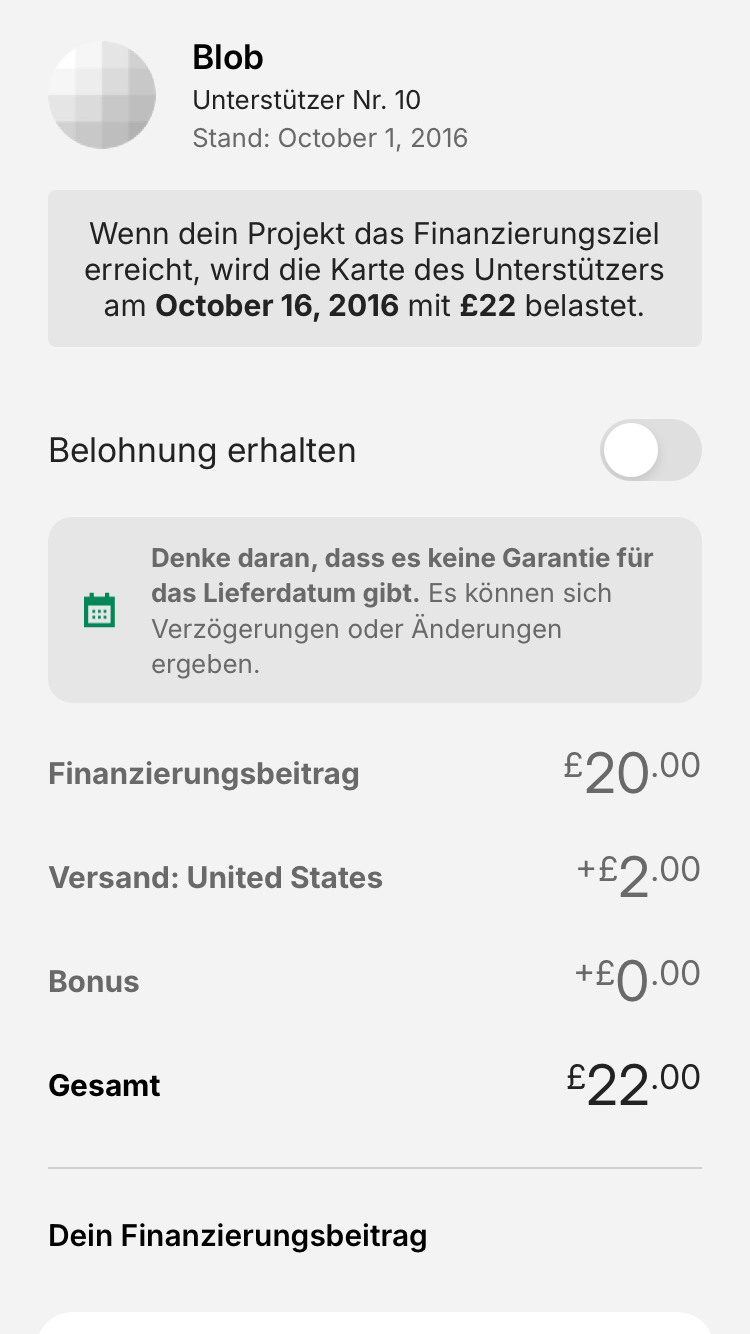 Blob
Unterstützer Nr. 10
Stand: October 1, 2016
Wenn dein Projekt das Finanzierungsziel
erreicht, wird die Karte des Unterstützers
am October 16, 2016 mit £22 belastet.
Belohnung erhalten
Denke daran, dass es keine Garantie für
das Lieferdatum gibt. Es können sich
Verzögerungen oder Änderungen
ergeben.
Finanzierungsbeitrag £20.00
Versand: United States +£2.00
Bonus +£0.00
Gesamt £22.00
Dein Finanzierungsbeitrag